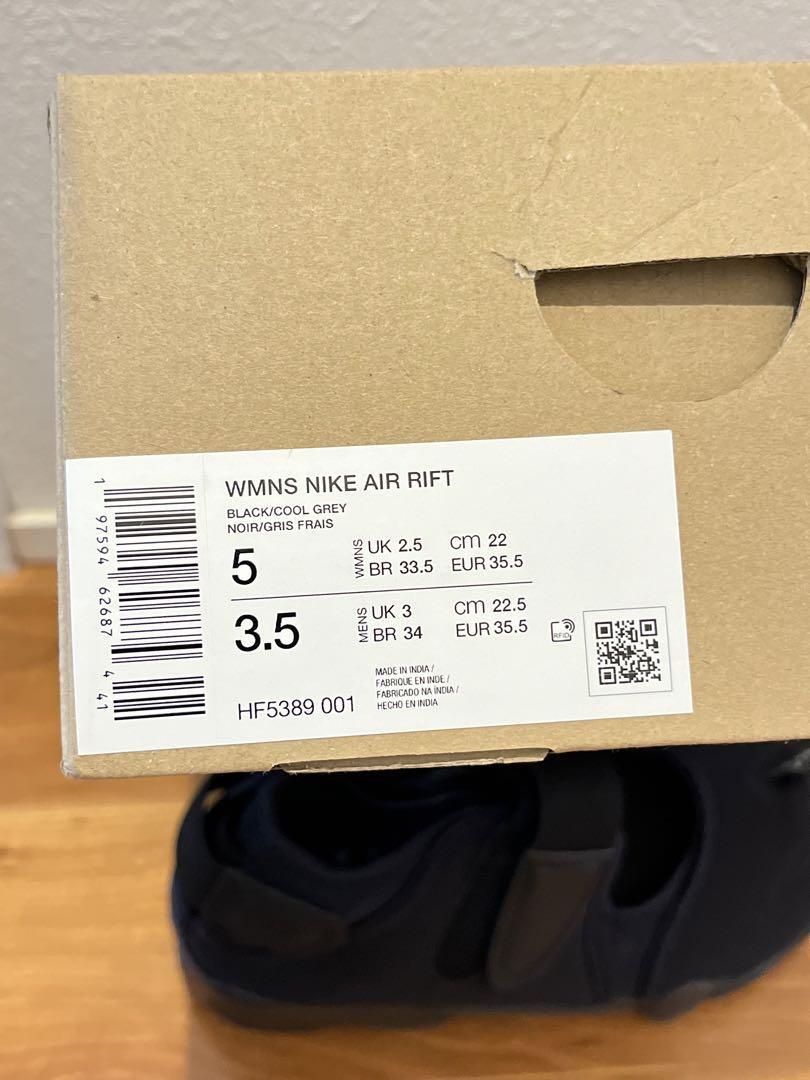 WMNS NIKE AIR RIFT
BLACK/COOL GREY
NOIR/GRIS FRAIS
5
WMNS
UK 2.5 cm 22
BR 33.5 EUR 35.5
3.5
MENS
UK 3 cm 22.5
BR 34 EUR 35.5
RFID
HF5389 001
MADE IN INDIA /
FABRIQUE EN INDE /
FABRICADO NA ÍNDIA /
HECHO EN INDIA
1 97594 62687 4 41